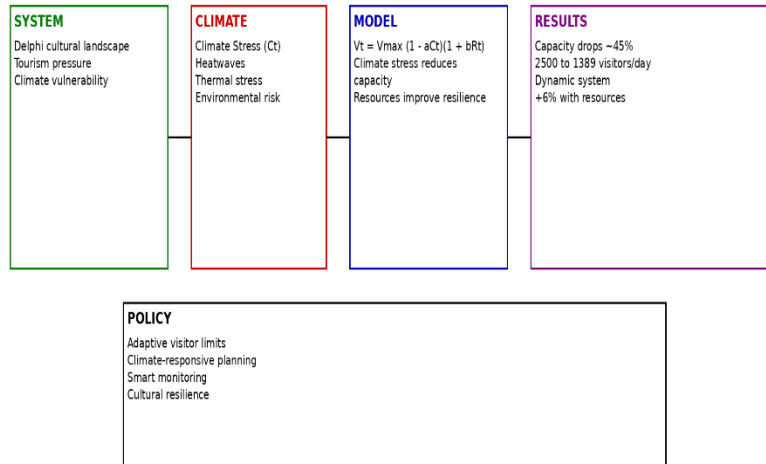 SYSTEM
Delphi cultural landscape
Tourism pressure
Climate vulnerability
CLIMATE
Climate Stress (Ct)
Heatwaves
Thermal stress
Environmental risk
MODEL
Vt = Vmax (1 - aCt)(1 + bRt)
Climate stress reduces
capacity
Resources improve resilience
RESULTS
Capacity drops ~45%
2500 to 1389 visitors/day
Dynamic system
+6% with resources
POLICY
Adaptive visitor limits
Climate-responsive planning
Smart monitoring
Cultural resilience